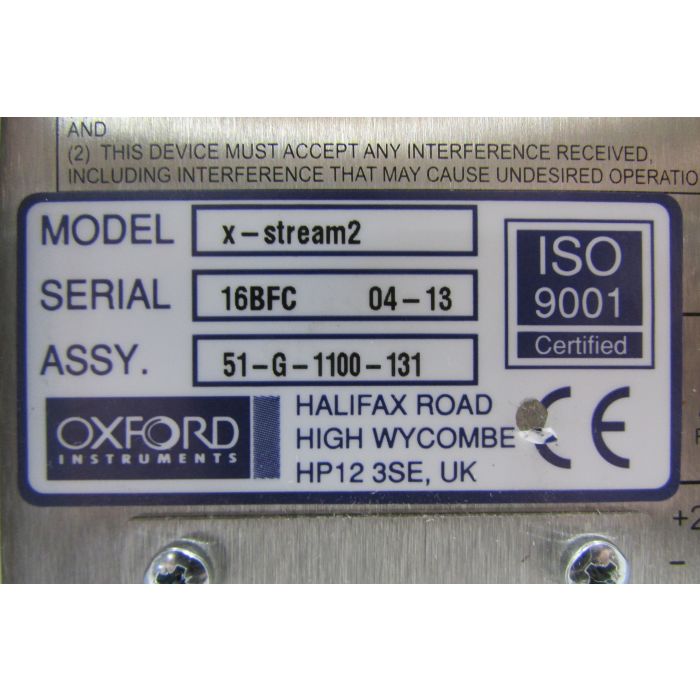 AND
(2) THIS DEVICE MUST ACCEPT ANY INTERFERENCE RECEIVED,
INCLUDING INTERFERENCE THAT MAY CAUSE UNDESIRED OPERATIO
MODEL x-stream2
SERIAL 16BFC 04-13
ASSY. 51-G-1100-131
ISO
9001
Certified
OXFORD
INSTRUMENTS
HALIFAX ROAD
HIGH WYCOMBE
HP12 3SE, UK
CE
+2
-